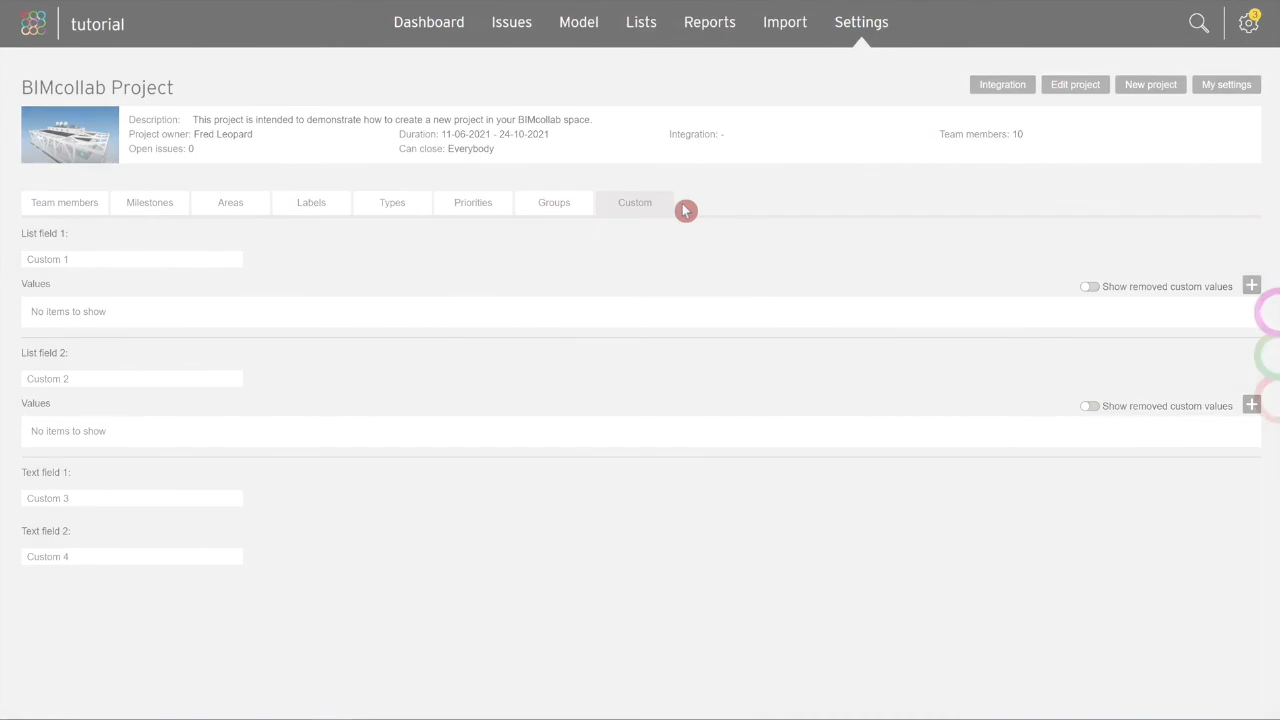 tutorial
Dashboard Issues Model Lists Reports Import Settings
3
BIMcollab Project
Integration Edit project New project My settings
Description: This project is intended to demonstrate how to create a new project in your BIMcollab space.
Project owner: Fred Leopard Duration: 11-06-2021 - 24-10-2021 Integration: - Team members: 10
Open issues: 0 Can close: Everybody
Team members Milestones Areas Labels Types Priorities Groups Custom
List field 1:
Custom 1
Values Show removed custom values
No items to show
List field 2:
Custom 2
Values Show removed custom values
No items to show
Text field 1:
Custom 3
Text field 2:
Custom 4